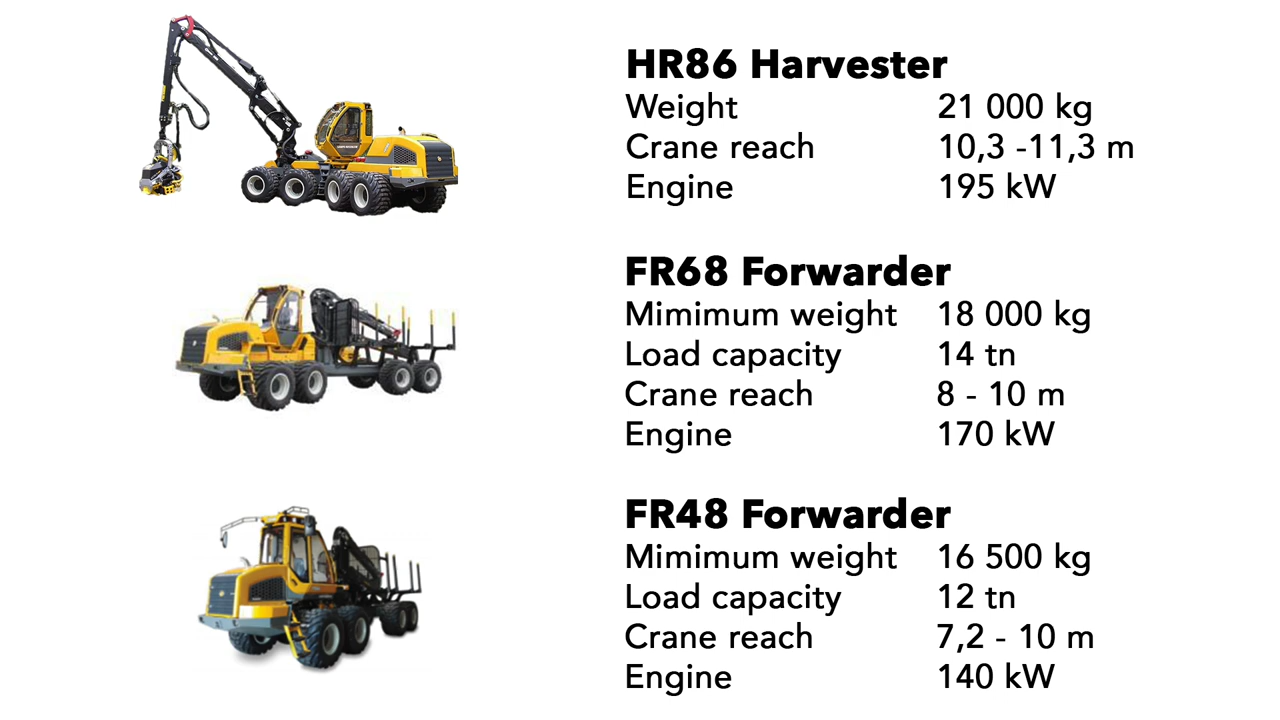 HR86 Harvester
Weight 21 000 kg
Crane reach 10,3 -11,3 m
Engine 195 kW
FR68 Forwarder
Mimimum weight 18 000 kg
Load capacity 14 tn
Crane reach 8 - 10 m
Engine 170 kW
FR48 Forwarder
Mimimum weight 16 500 kg
Load capacity 12 tn
Crane reach 7,2 - 10 m
Engine 140 kW